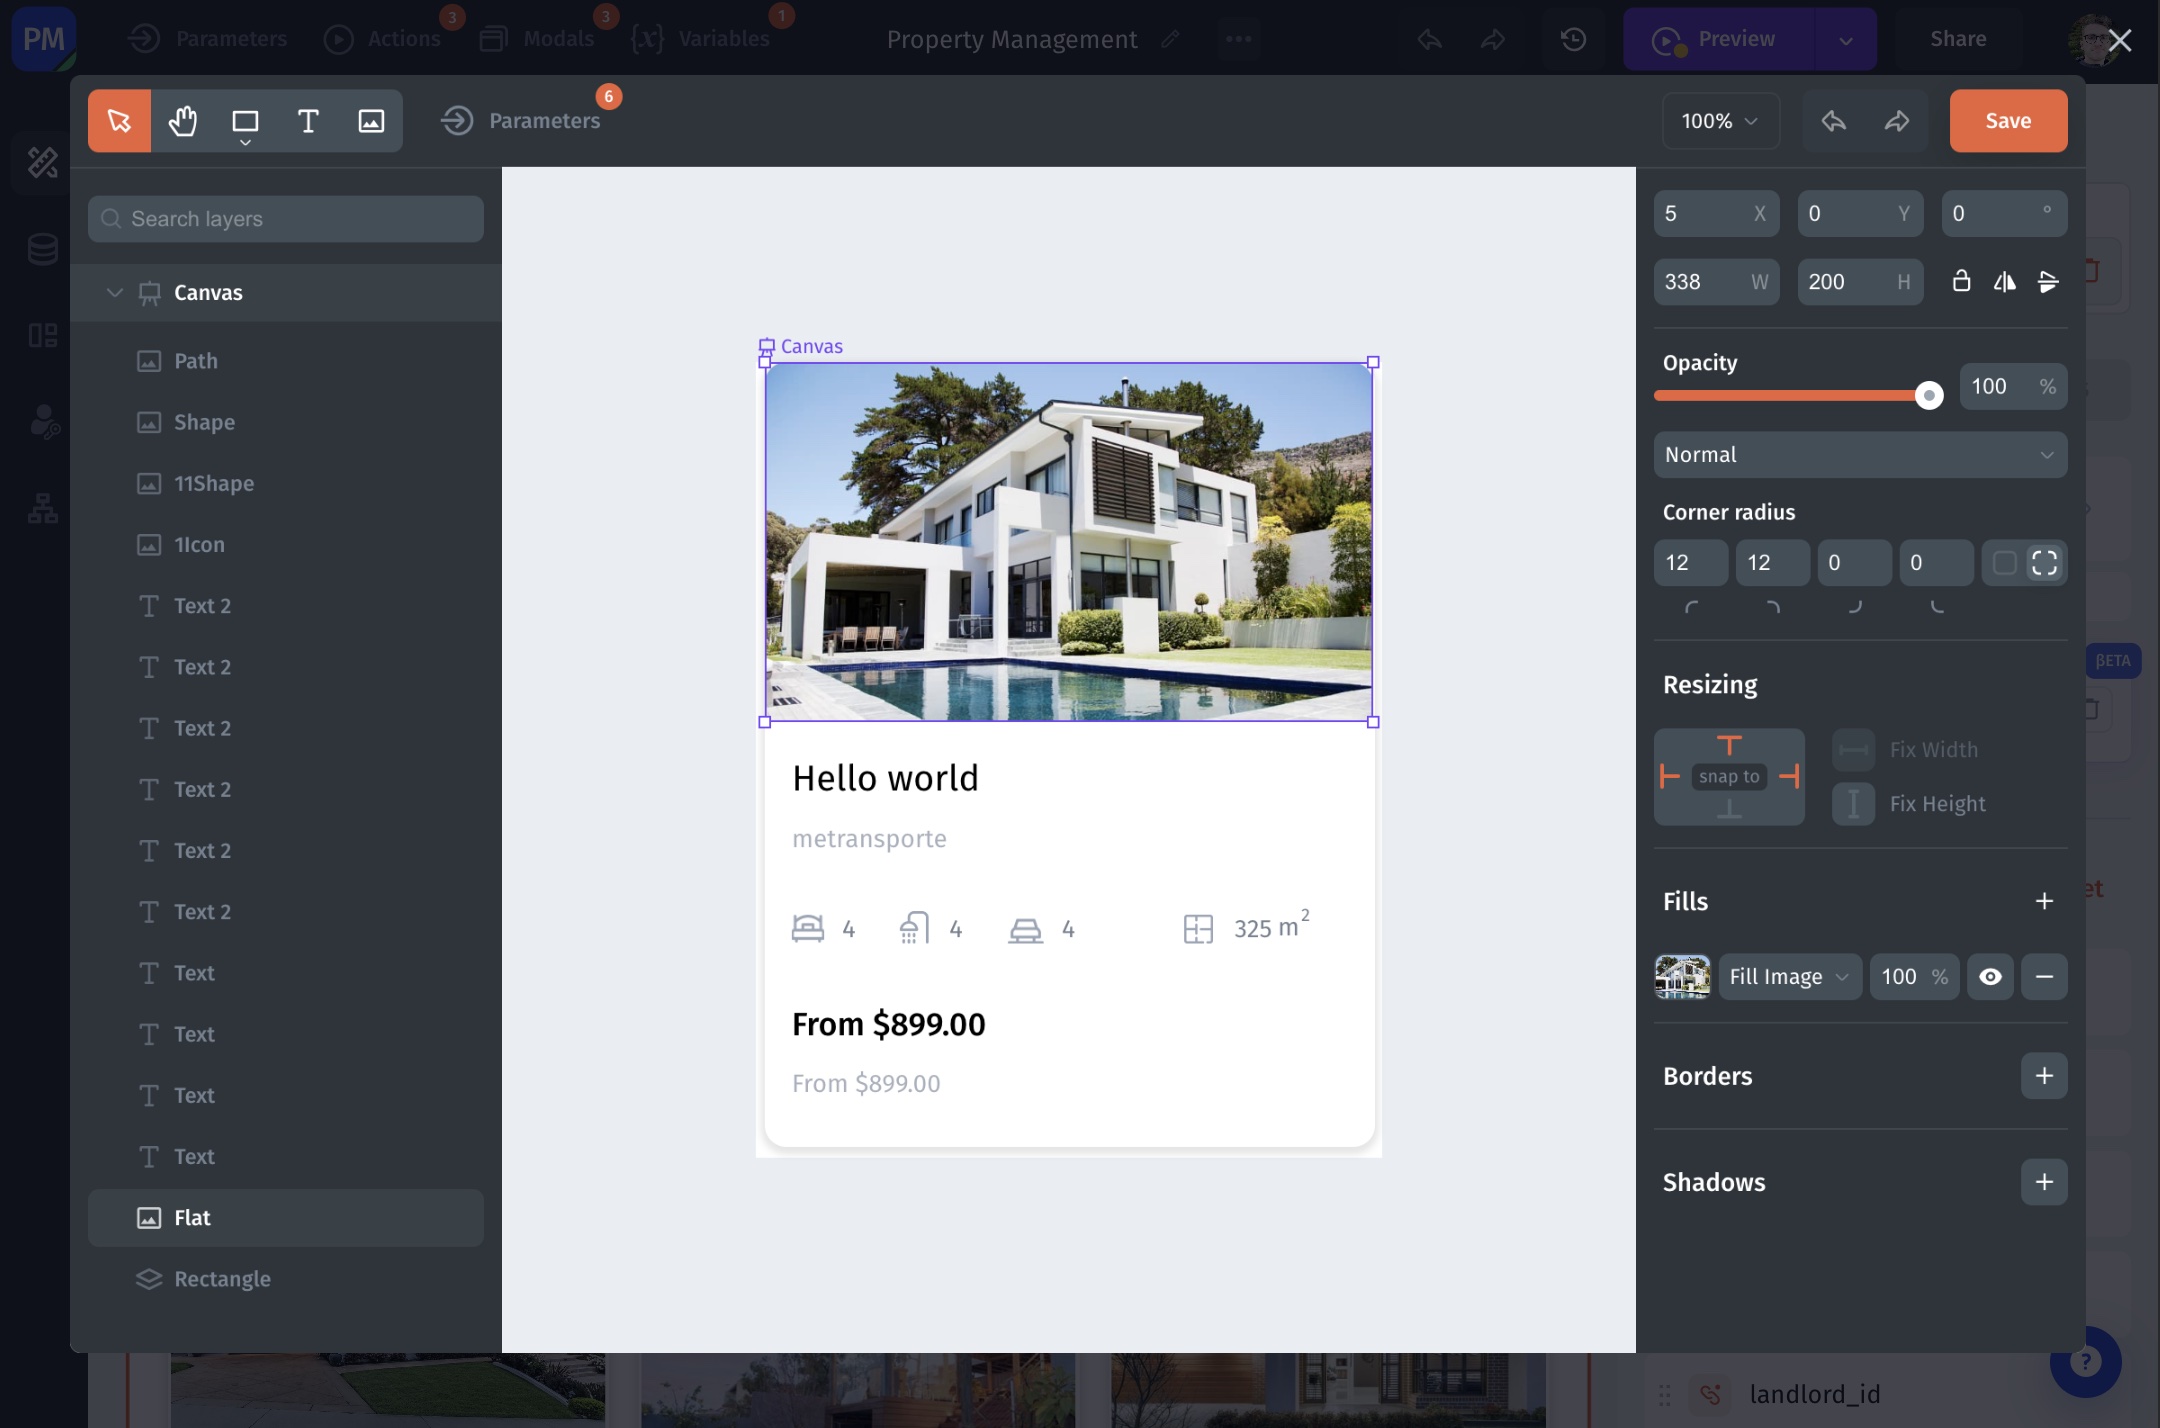 PM
Parameters
Actions
3
Modals
3
{x}
Variables
1
Property Management
Preview
Share
Parameters
6
100%
Save
Search layers
Canvas
Path
Shape
11Shape
1Icon
Text 2
Text 2
Text 2
Text 2
Text 2
Text 2
Text
Text
Text
Text
Flat
Rectangle
Canvas
Hello world
metransporte
4
4
4
325 m2
From $899.00
From $899.00
5 X
0 Y
0 °
338 W
200 H
Opacity
100 %
Normal
Corner radius
12
12
0
0
Resizing
snap to
Fix Width
Fix Height
Fills
Fill Image
100 %
Borders
Shadows
βETA
?
landlord_id